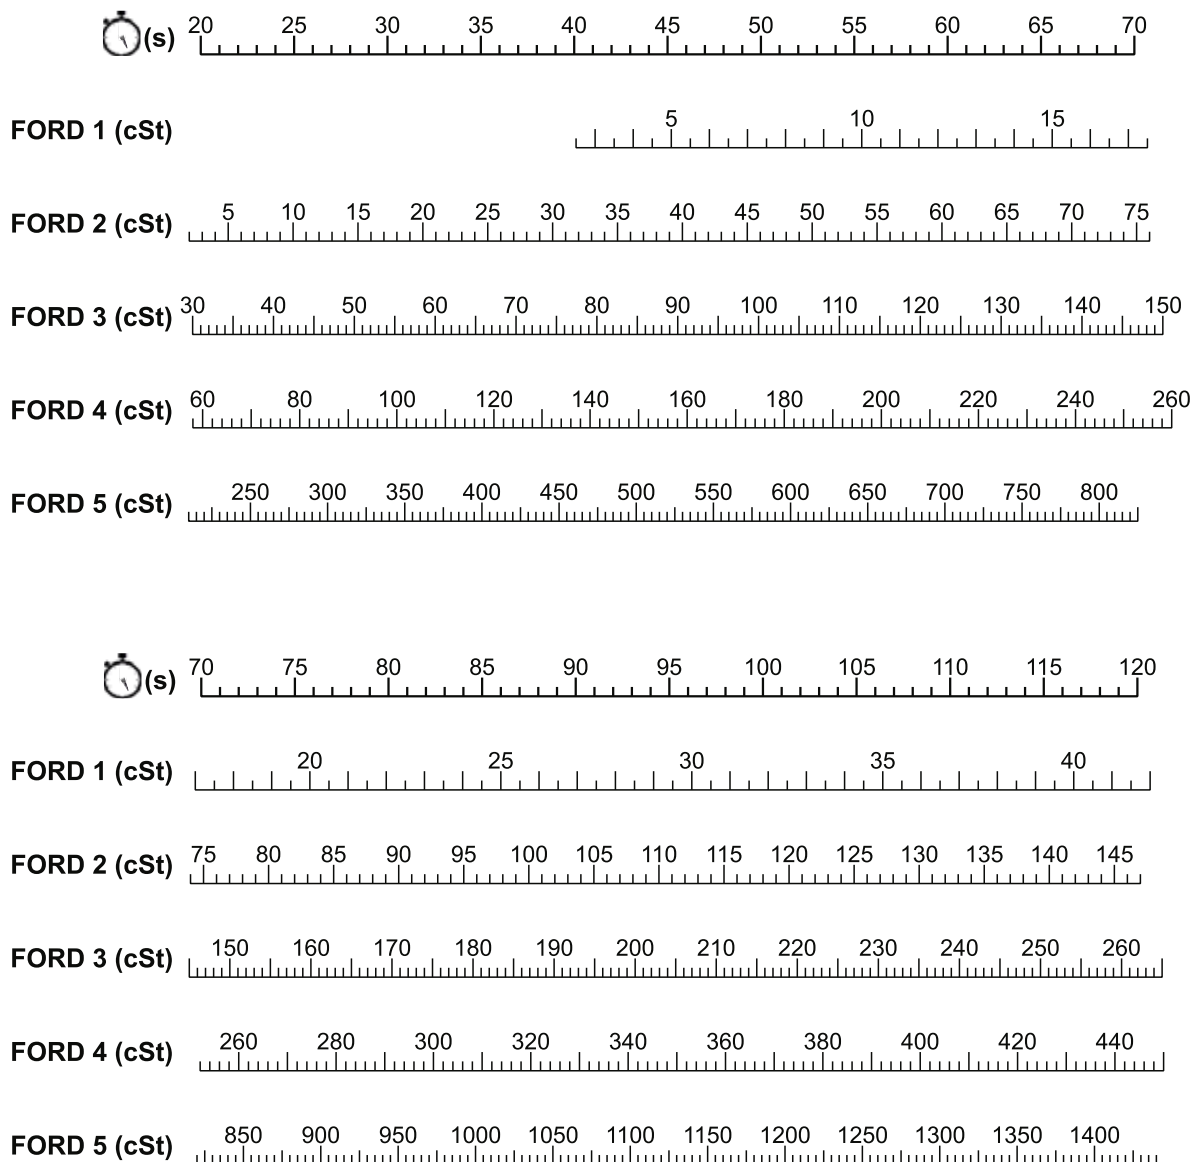 (s) 20 25 30 35 40 45 50 55 60 65 70
FORD 1 (cSt) 5 10 15
FORD 2 (cSt) 5 10 15 20 25 30 35 40 45 50 55 60 65 70 75
FORD 3 (cSt) 30 40 50 60 70 80 90 100 110 120 130 140 150
FORD 4 (cSt) 60 80 100 120 140 160 180 200 220 240 260
FORD 5 (cSt) 250 300 350 400 450 500 550 600 650 700 750 800
(s) 70 75 80 85 90 95 100 105 110 115 120
FORD 1 (cSt) 20 25 30 35 40
FORD 2 (cSt) 75 80 85 90 95 100 105 110 115 120 125 130 135 140 145
FORD 3 (cSt) 150 160 170 180 190 200 210 220 230 240 250 260
FORD 4 (cSt) 260 280 300 320 340 360 380 400 420 440
FORD 5 (cSt) 850 900 950 1000 1050 1100 1150 1200 1250 1300 1350 1400